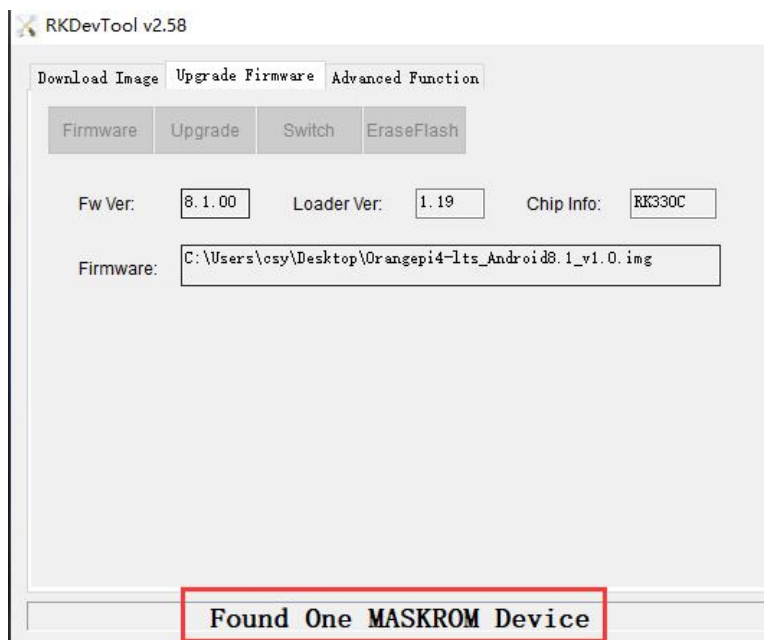 RKDevTool v2.58
Download Image Upgrade Firmware Advanced Function
Firmware Upgrade Switch EraseFlash
Fw Ver: 8.1.00 Loader Ver: 1.19 Chip Info: RK330C
Firmware: C:\Users\csy\Desktop\Orangepi4-lts_Android8.1_v1.0.img
Found One MASKROM Device